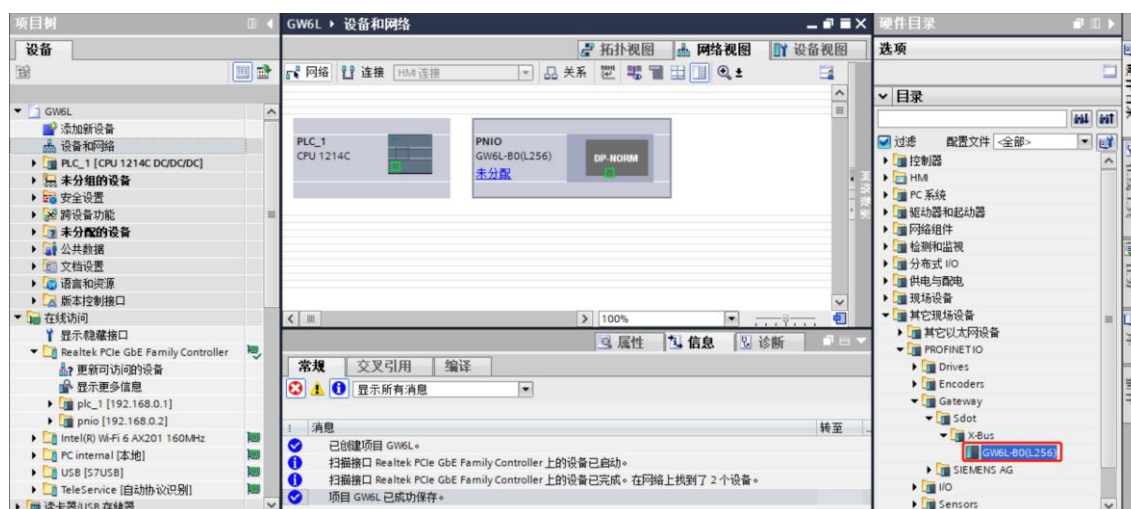 项目树
设备
GW6L
添加新设备
设备和网络
PLC_1 [CPU 1214C DC/DC/DC]
未分组的设备
安全设置
跨设备功能
未分配的设备
公共数据
文档设置
语言和资源
版本控制接口
在线访问
显示/隐藏接口
Realtek PCIe GbE Family Controller
更新可访问的设备
显示更多信息
plc_1 [192.168.0.1]
pnio [192.168.0.2]
Intel(R) Wi-Fi 6 AX201 160MHz
PC internal [本地]
USB [S7USB]
TeleService [自动协议识别]
读卡器/USB 存储器
GW6L ▸ 设备和网络
拓扑视图 网络视图 设备视图
网络 连接 HMI 连接 关系
PLC_1
CPU 1214C
PNIO
GW6L-B0(L256)
未分配
DP-NORM
100%
属性 信息 诊断
常规 交叉引用 编译
显示所有消息
! 消息 转至
已创建项目 GW6L。
扫描接口 Realtek PCIe GbE Family Controller 上的设备已启动。
扫描接口 Realtek PCIe GbE Family Controller 上的设备已完成。在网络上找到了 2 个设备。
项目 GW6L 已成功保存。
硬件目录
选项
目录
过滤 配置文件 <全部>
控制器
HMI
PC 系统
驱动器和起动器
网络组件
检测和监视
分布式 I/O
供电与配电
现场设备
其它现场设备
其它以太网设备
PROFINET IO
Drives
Encoders
Gateway
Sdot
X-Bus
GW6L-B0(L256)
SIEMENS AG
I/O
Sensors